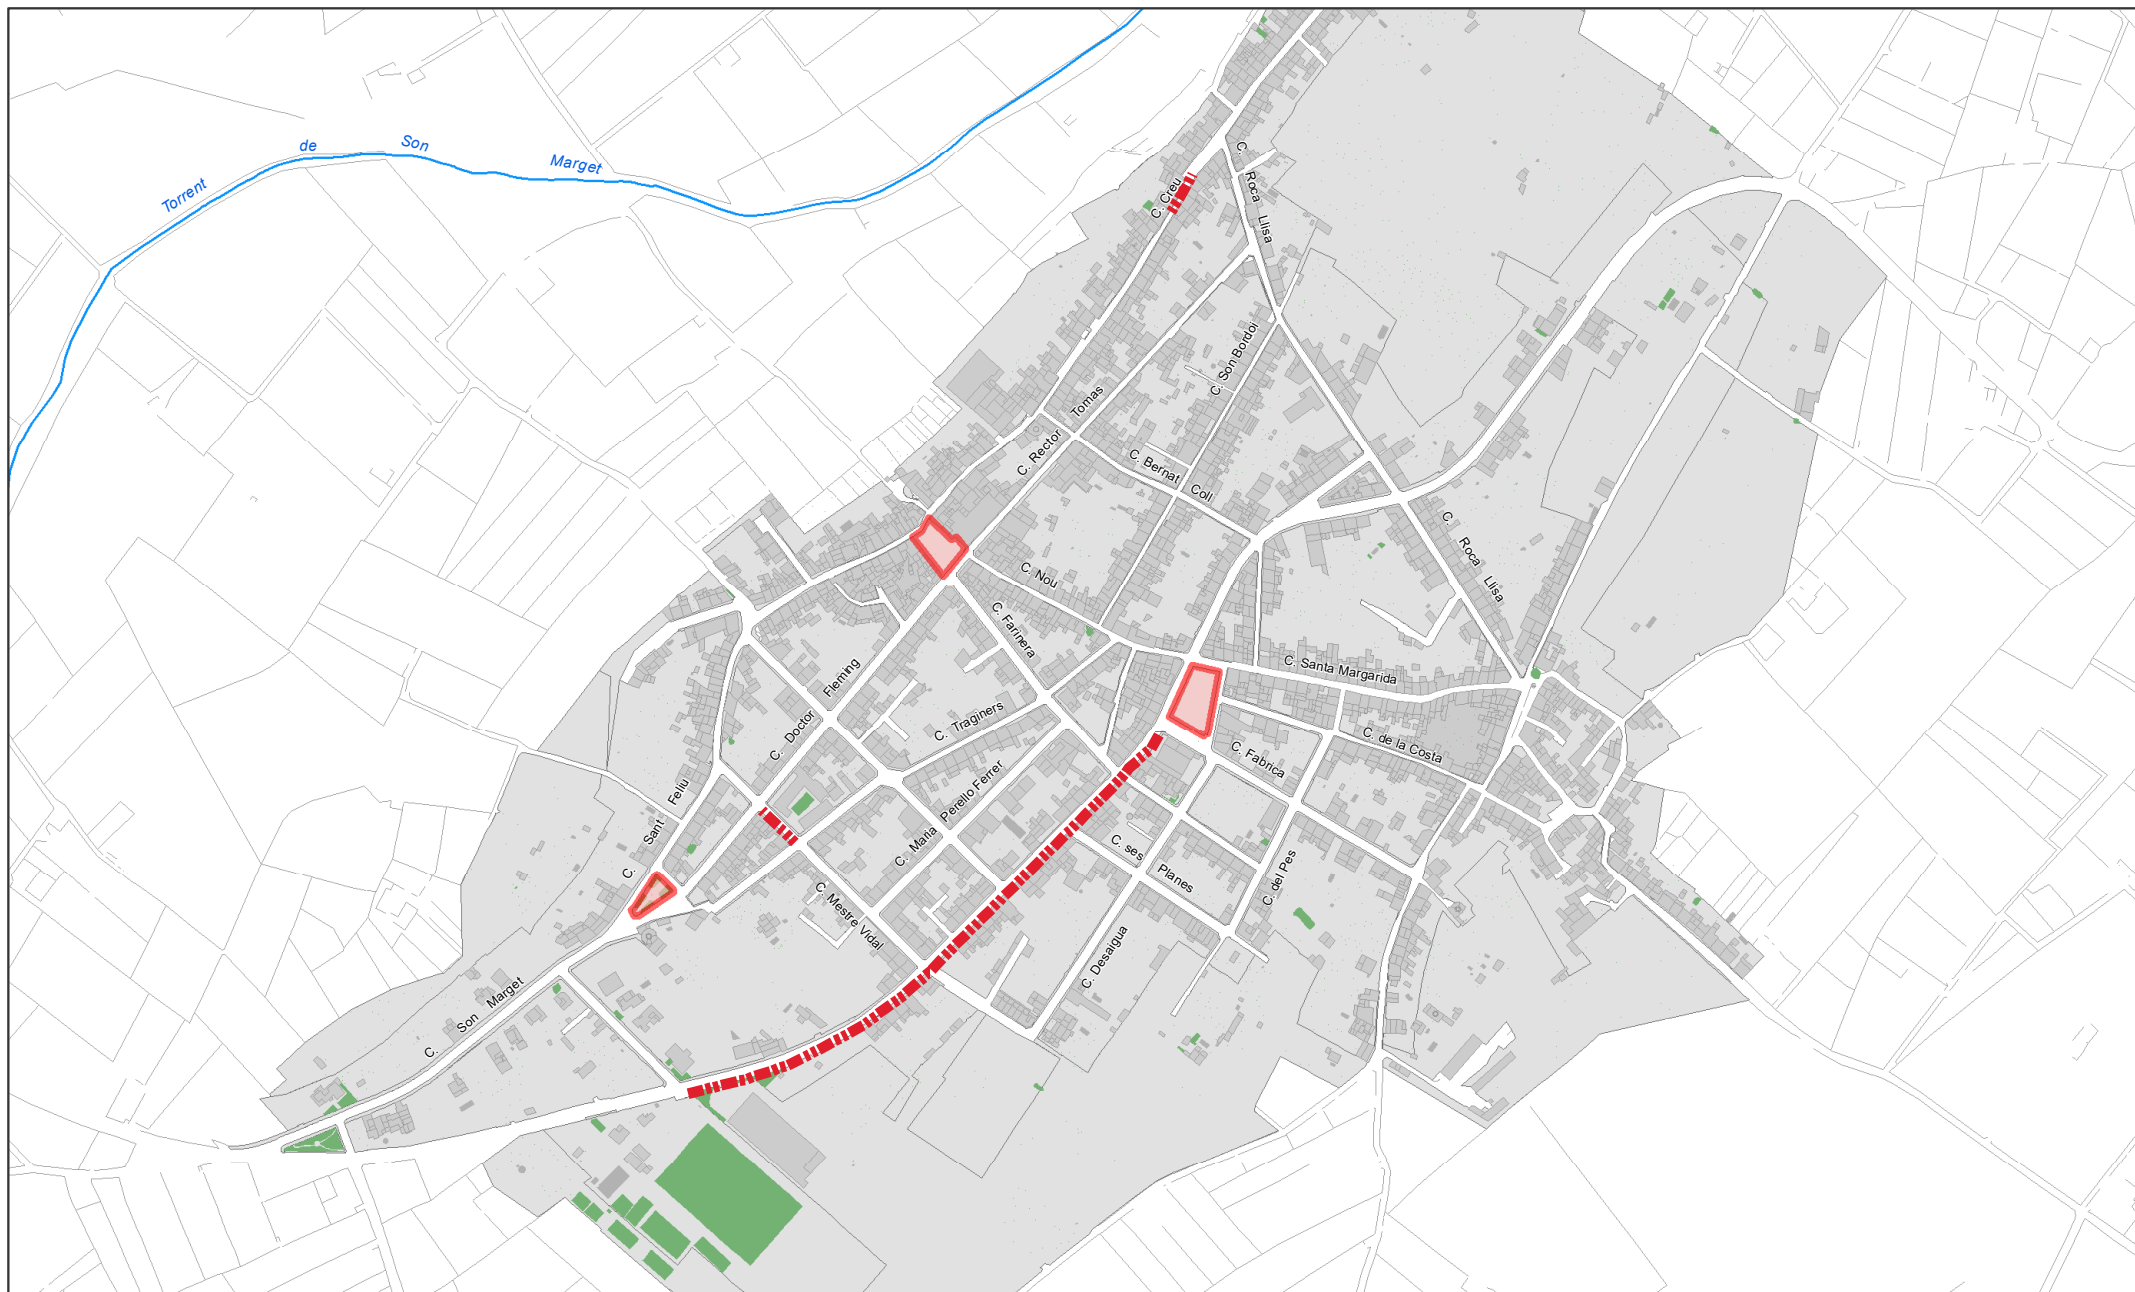 Torrent de Son Marget
C. Creu
C. Roca Llisa
C. Son Bordoi
C. Rector Tomas
C. Bernat Coll
C. Roca Llisa
C. Nou
C. Farinera
C. Santa Margarida
C. Doctor Fleming
C. Traginers
C. de la Costa
C. Fabrica
C. Maria Perello Ferrer
C. Sant Feliu
C. ses Planes
C. del Pes
C. Mestre Vidal
C. Desaigua
C. Son Marget